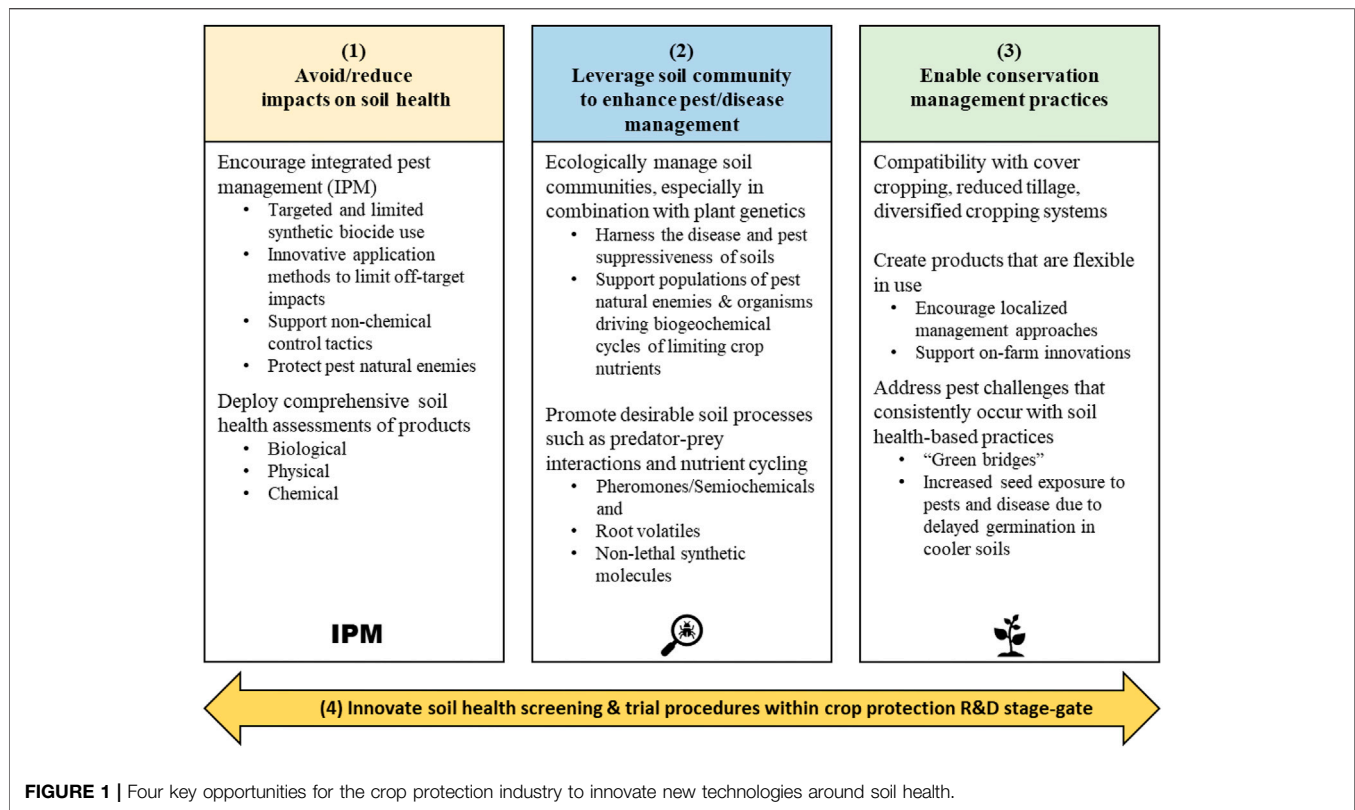 (1)
Avoid/reduce
impacts on soil health
Encourage integrated pest
management (IPM)
• Targeted and limited
synthetic biocide use
• Innovative application
methods to limit off-target
impacts
• Support non-chemical
control tactics
• Protect pest natural enemies
Deploy comprehensive soil
health assessments of products
• Biological
• Physical
• Chemical
IPM
(2)
Leverage soil community
to enhance pest/disease
management
Ecologically manage soil
communities, especially in
combination with plant genetics
• Harness the disease and pest
suppressiveness of soils
• Support populations of pest
natural enemies & organisms
driving biogeochemical
cycles of limiting crop
nutrients
Promote desirable soil processes
such as predator-prey
interactions and nutrient cycling
• Pheromones/Semiochemicals
and
• Root volatiles
• Non-lethal synthetic
molecules
(3)
Enable conservation
management practices
Compatibility with cover
cropping, reduced tillage,
diversified cropping systems
Create products that are flexible
in use
• Encourage localized
management approaches
• Support on-farm innovations
Address pest challenges that
consistently occur with soil
health-based practices
• “Green bridges”
• Increased seed exposure to
pests and disease due to
delayed germination in
cooler soils
(4) Innovate soil health screening & trial procedures within crop protection R&D stage-gate
FIGURE 1 | Four key opportunities for the crop protection industry to innovate new technologies around soil health.